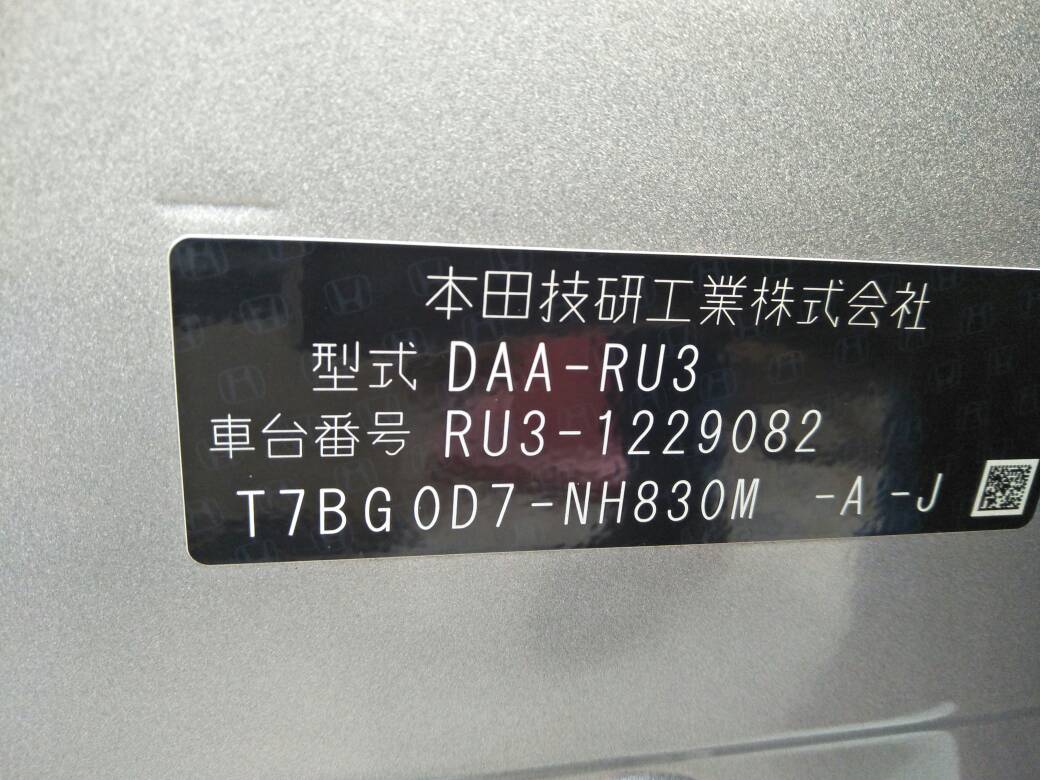 本田技研工業株式会社
型式 DAA-RU3
車台番号 RU3-1229082
T7BG0D7-NH830M -A -J